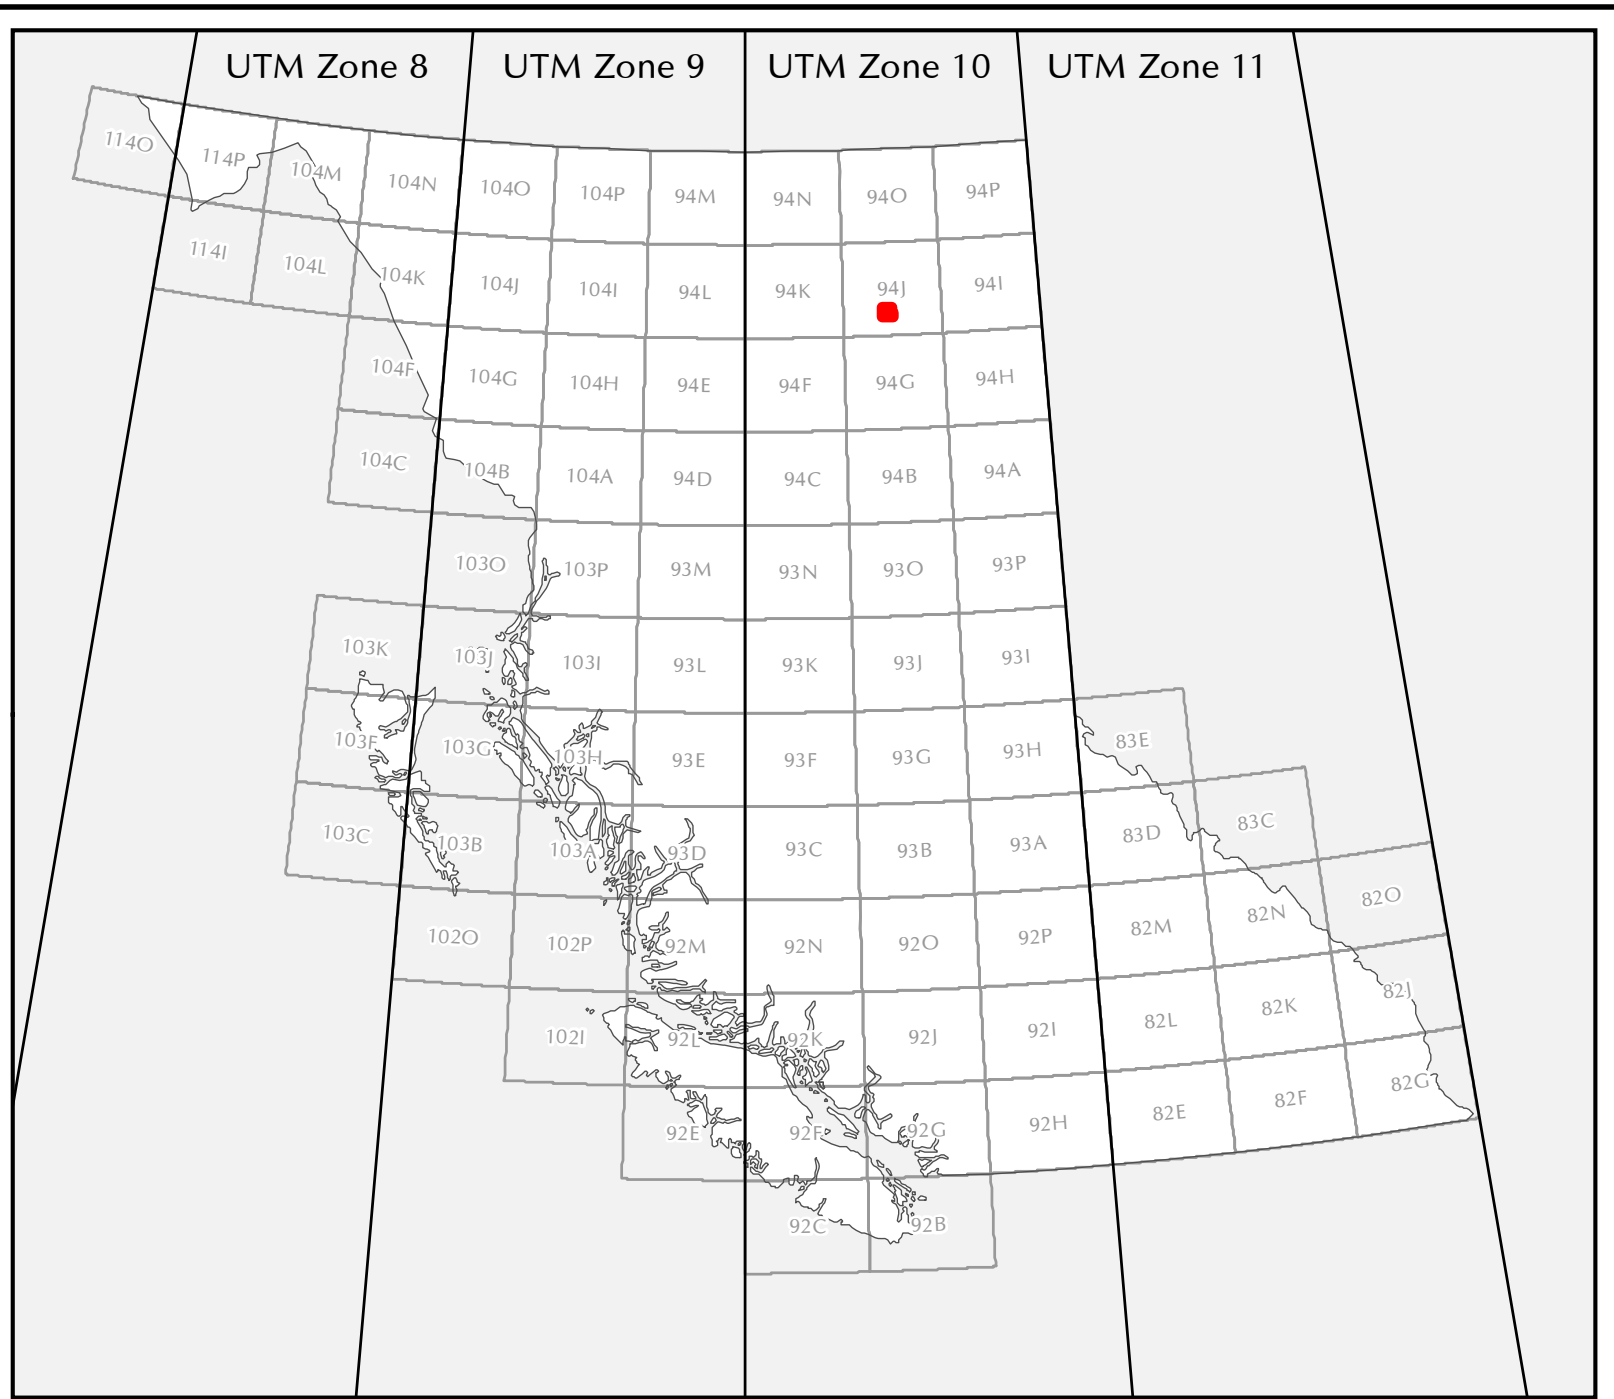 UTM Zone 8 UTM Zone 9 UTM Zone 10 UTM Zone 11
114O 114P 104M 104N 104O 104P 94M 94N 94O 94P
114I 104L 104K 104J 104I 94L 94K 94J 94I
104F 104G 104H 94E 94F 94G 94H
104C 104B 104A 94D 94C 94B 94A
103O 103P 93M 93N 93O 93P
103K 103J 103I 93L 93K 93J 93I
103F 103G 103H 93E 93F 93G 93H 83E
103C 103B 103A 93D 93C 93B 93A 83D 83C
102O 102P 92M 92N 92O 92P 82M 82N 82O
102I 92L 92K 92J 92I 82L 82K 82J
92E 92F 92G 92H 82E 82F 82G
92C 92B